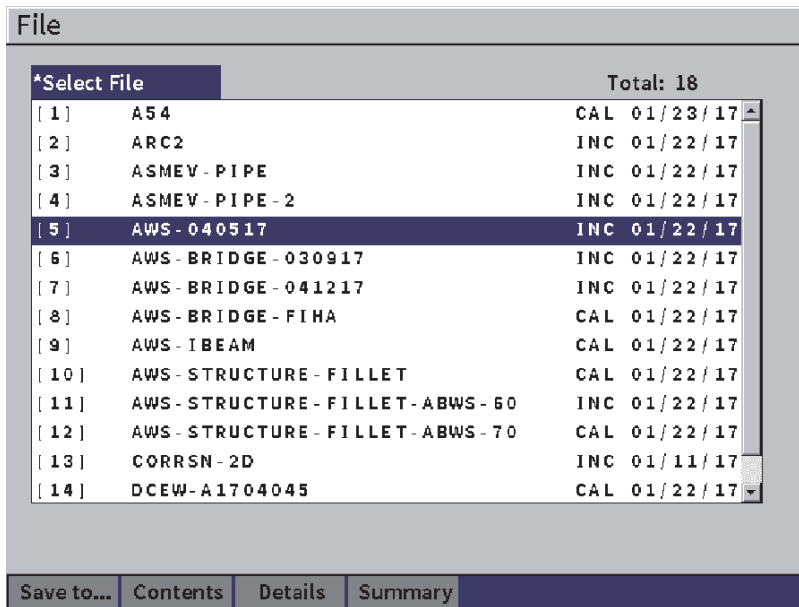 File
*Select File Total: 18
[1] A54 CAL 01/23/17
[2] ARC2 INC 01/22/17
[3] ASMEV-PIPE INC 01/22/17
[4] ASMEV-PIPE-2 INC 01/22/17
[5] AWS-040517 INC 01/22/17
[6] AWS-BRIDGE-030917 INC 01/22/17
[7] AWS-BRIDGE-041217 INC 01/22/17
[8] AWS-BRIDGE-FIHA CAL 01/22/17
[9] AWS-IBEAM CAL 01/22/17
[10] AWS-STRUCTURE-FILLET CAL 01/22/17
[11] AWS-STRUCTURE-FILLET-ABWS-60 INC 01/22/17
[12] AWS-STRUCTURE-FILLET-ABWS-70 CAL 01/22/17
[13] CORRSN-2D INC 01/11/17
[14] DCEW-A1704045 CAL 01/22/17
Save to... Contents Details Summary